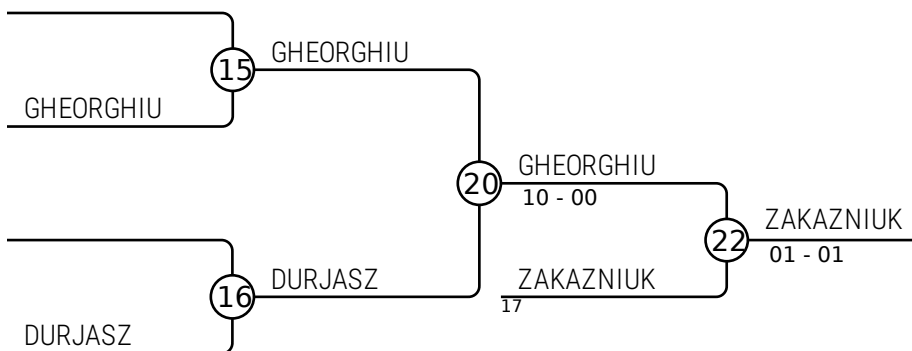 GHEORGHIU
15
GHEORGHIU
GHEORGHIU
20
10 - 00
ZAKAZNIUK
22
01 - 01
DURJASZ
ZAKAZNIUK
16
17
DURJASZ